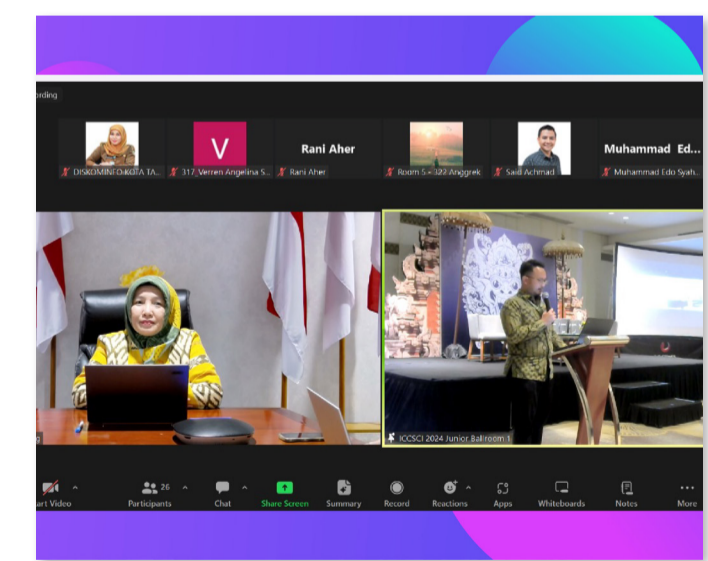 ording
V
Rani Aher
Muhammad Ed...
DISKOMINFO KOTA TA...
317_Verren Angelina S...
Rani Aher
Room 5 - J22 Anggrek
Said Achmad
Muhammad Edo Syah...
g
ICCSCI 2024 Junior Ballroom 1
26
art Video
Participants
Chat
Share Screen
Summary
Record
Reactions
Apps
Whiteboards
Notes
More